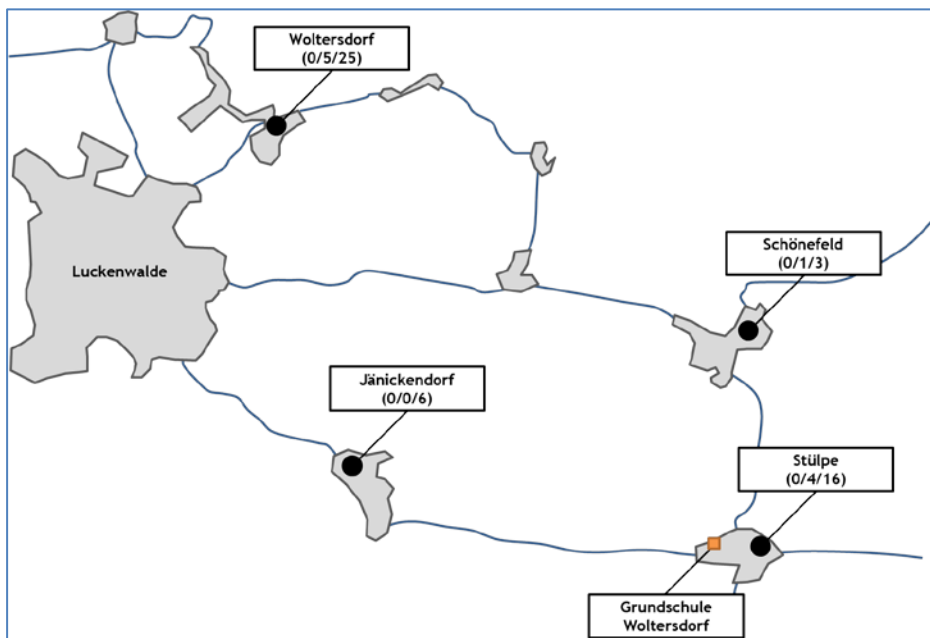 Woltersdorf
(0/5/25)
Schönefeld
(0/1/3)
Luckenwalde
Jänickendorf
(0/0/6)
Stülpe
(0/4/16)
Grundschule
Woltersdorf